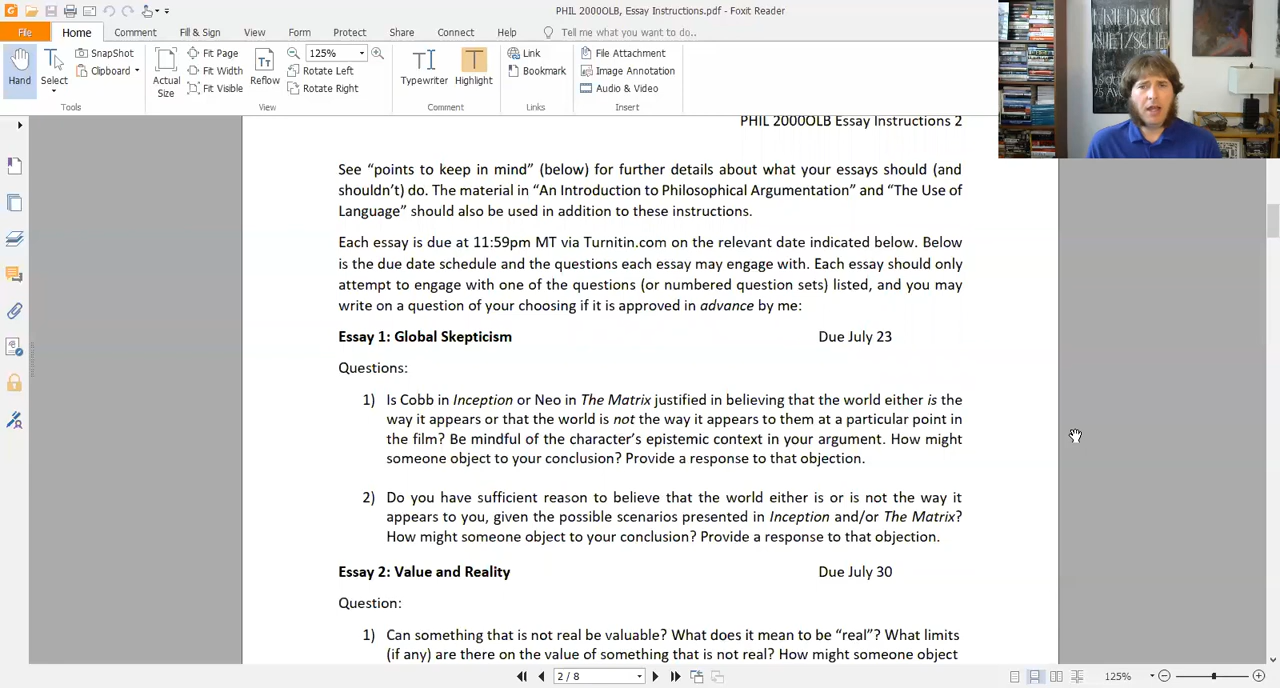 PHIL 2000OLB, Essay Instructions.pdf - Foxit Reader
File
Home
Comment
Fill & Sign
View
Form
Protect
Share
Connect
Help
Tell me what you want to do..
Hand
Select
SnapShot
Clipboard
Tools
Actual
Size
Fit Page
Fit Width
Fit Visible
Reflow
125%
Rotate Left
Rotate Right
View
Typewriter
Highlight
Comment
Link
Bookmark
Links
File Attachment
Image Annotation
Audio & Video
Insert
NIETZSCHE
PHIL 2000OLB Essay Instructions 2
See “points to keep in mind” (below) for further details about what your essays should (and
shouldn’t) do. The material in “An Introduction to Philosophical Argumentation” and “The Use of
Language” should also be used in addition to these instructions.
Each essay is due at 11:59pm MT via Turnitin.com on the relevant date indicated below. Below
is the due date schedule and the questions each essay may engage with. Each essay should only
attempt to engage with one of the questions (or numbered question sets) listed, and you may
write on a question of your choosing if it is approved in advance by me:
Essay 1: Global Skepticism Due July 23
Questions:
1) Is Cobb in Inception or Neo in The Matrix justified in believing that the world either is the
way it appears or that the world is not the way it appears to them at a particular point in
the film? Be mindful of the character’s epistemic context in your argument. How might
someone object to your conclusion? Provide a response to that objection.
2) Do you have sufficient reason to believe that the world either is or is not the way it
appears to you, given the possible scenarios presented in Inception and/or The Matrix?
How might someone object to your conclusion? Provide a response to that objection.
Essay 2: Value and Reality Due July 30
Question:
1) Can something that is not real be valuable? What does it mean to be “real”? What limits
(if any) are there on the value of something that is not real? How might someone object
2 / 8
125%